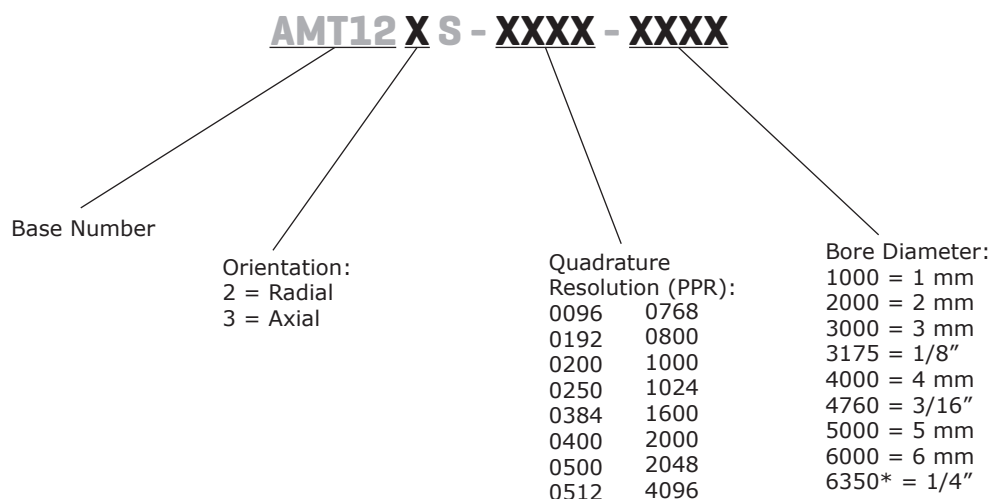 AMT12 X S - XXXX - XXXX
Base Number
Orientation:
2 = Radial
3 = Axial
Quadrature
Resolution (PPR):
0096 0768
0192 0800
0200 1000
0250 1024
0384 1600
0400 2000
0500 2048
0512 4096
Bore Diameter:
1000 = 1 mm
2000 = 2 mm
3000 = 3 mm
3175 = 1/8"
4000 = 4 mm
4760 = 3/16"
5000 = 5 mm
6000 = 6 mm
6350* = 1/4"